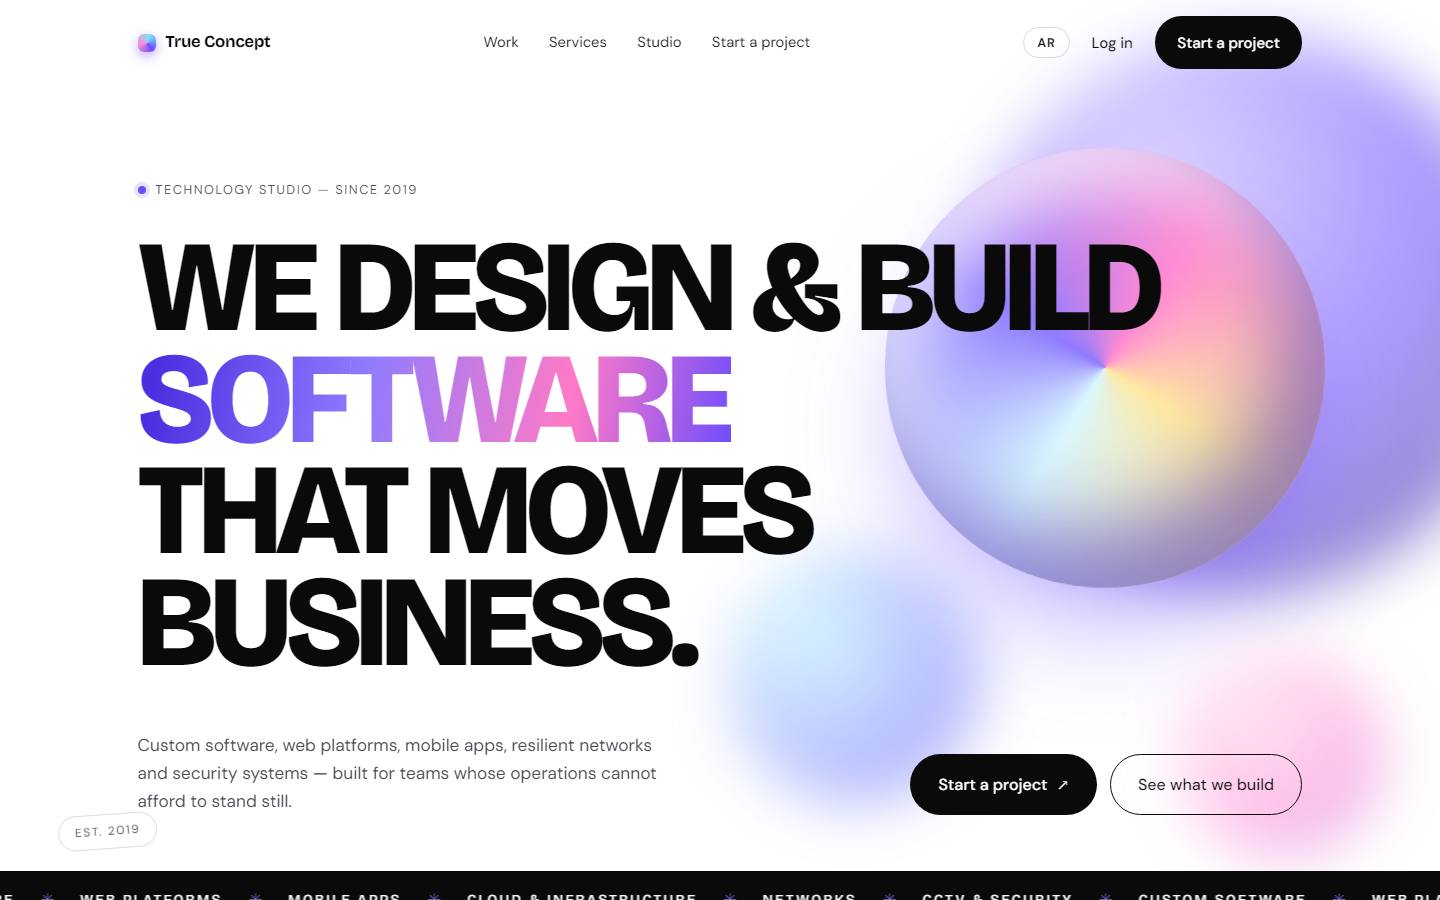 True Concept
Work Services Studio Start a project
AR Log in Start a project
TECHNOLOGY STUDIO — SINCE 2019
WE DESIGN & BUILD
SOFTWARE
THAT MOVES
BUSINESS.
Custom software, web platforms, mobile apps, resilient networks
and security systems — built for teams whose operations cannot
afford to stand still.
Start a project ↗ See what we build
EST. 2019
WEB PLATFORMS ✳ MOBILE APPS ✳ CLOUD & INFRASTRUCTURE ✳ NETWORKS ✳ CCTV & SECURITY ✳ CUSTOM SOFTWARE ✳ WEB